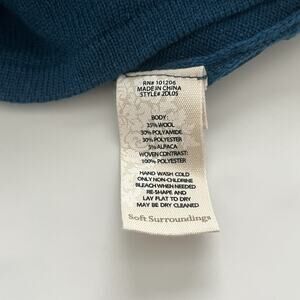 RN# 101206
MADE IN CHINA
STYLE# 2DL05
BODY:
35% WOOL
30% POLYAMIDE
30% POLYESTER
5% ALPACA
WOVEN CONTRAST:
100% POLYESTER
HAND WASH COLD
ONLY NON-CHLORINE
BLEACH WHEN NEEDED
RE-SHAPE AND
LAY FLAT TO DRY
MAY BE DRY CLEANED
Soft Surroundings